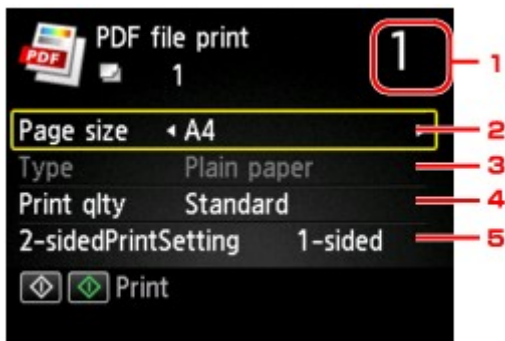 PDF file print
PDF
1
1
1
Page size A4
2
Type Plain paper
3
Print qlty Standard
4
2-sidedPrintSetting 1-sided
5
Print